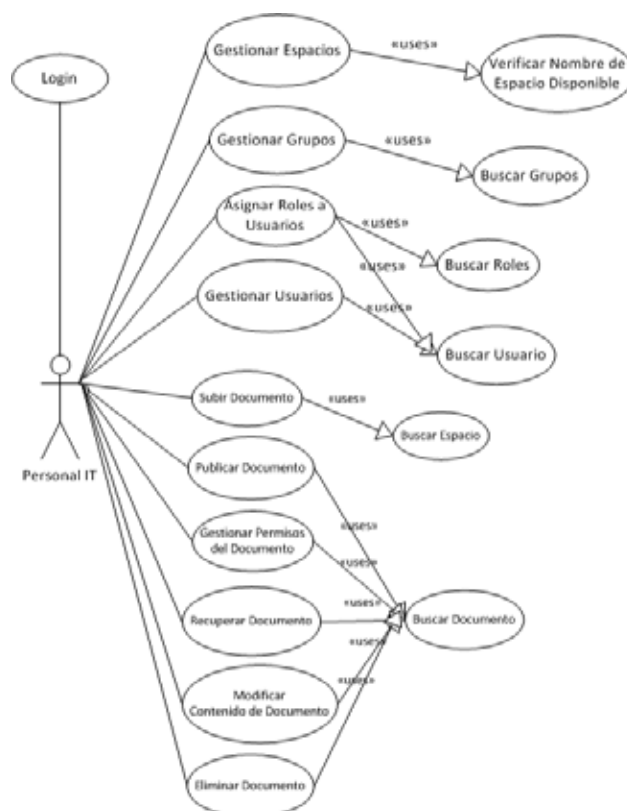 Login
Gestionar Espacios
«uses»
Verificar Nombre de
Espacio Disponible
Gestionar Grupos
«uses»
Buscar Grupos
Asignar Roles a
Usuarios
«uses»
Buscar Roles
«uses»
Gestionar Usuarios
«uses»
Buscar Usuario
Personal IT
Subir Documento
«uses»
Buscar Espacio
Publicar Documento
«uses»
Gestionar Permisos
del Documento
«uses»
Recuperar Documento
«uses»
Buscar Documento
«uses»
Modificar
Contenido de Documento
«uses»
Eliminar Documento